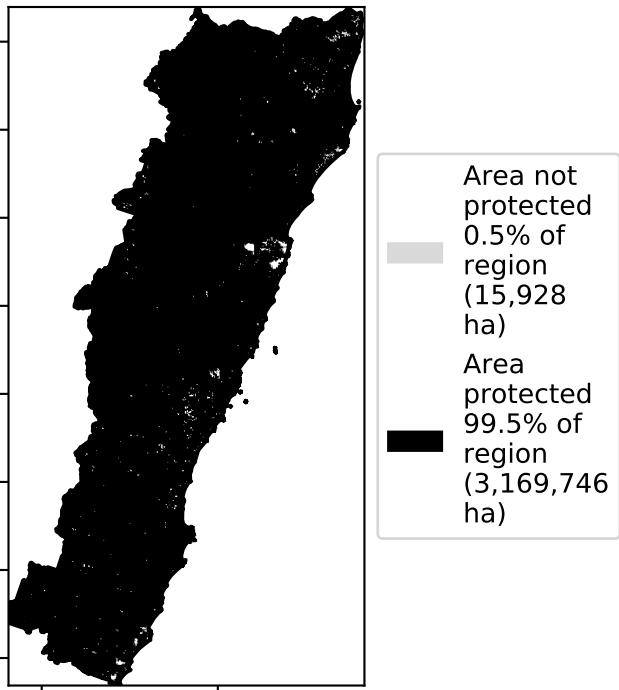 Area not
protected
0.5% of
region
(15,928
ha)
Area
protected
99.5% of
region
(3,169,746
ha)